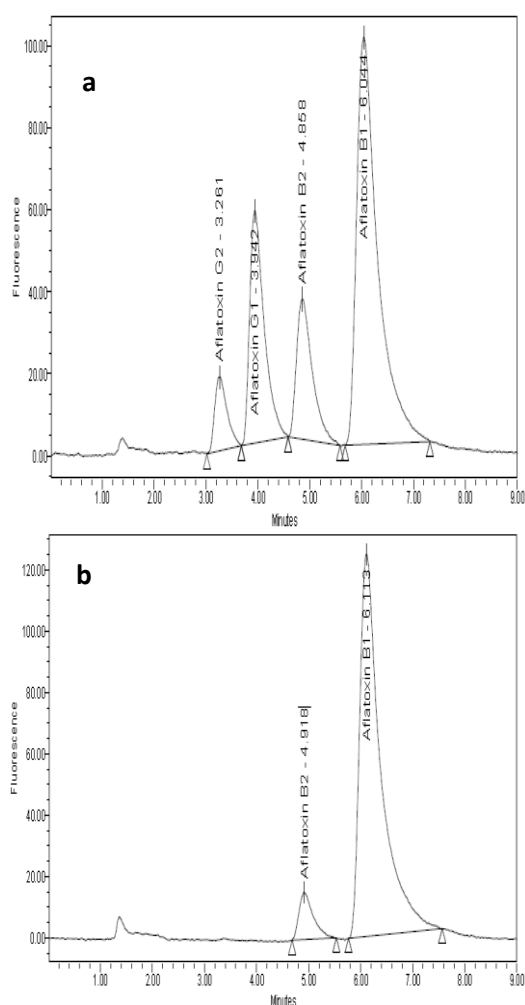 a
100.00
80.00
60.00
40.00
20.00
0.00
Fluorescence
Aflatoxin G2 - 3.261
Aflatoxin G1 - 3.942
Aflatoxin B2 - 4.858
Aflatoxin B1 - 6.044
1.00 2.00 3.00 4.00 5.00 6.00 7.00 8.00 9.00
Minutes
b
120.00
100.00
80.00
60.00
40.00
20.00
0.00
Fluorescence
Aflatoxin B2 - 4.918
Aflatoxin B1 - 6.113
1.00 2.00 3.00 4.00 5.00 6.00 7.00 8.00 9.00
Minutes